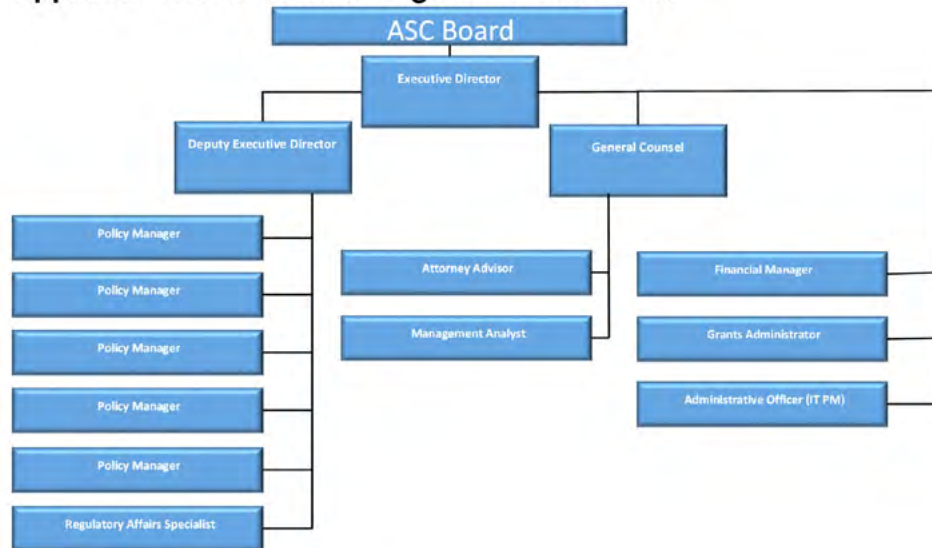 ASC Board
Executive Director
Deputy Executive Director
General Counsel
Policy Manager
Policy Manager
Policy Manager
Policy Manager
Policy Manager
Regulatory Affairs Specialist
Attorney Advisor
Management Analyst
Financial Manager
Grants Administrator
Administrative Officer (IT PM)